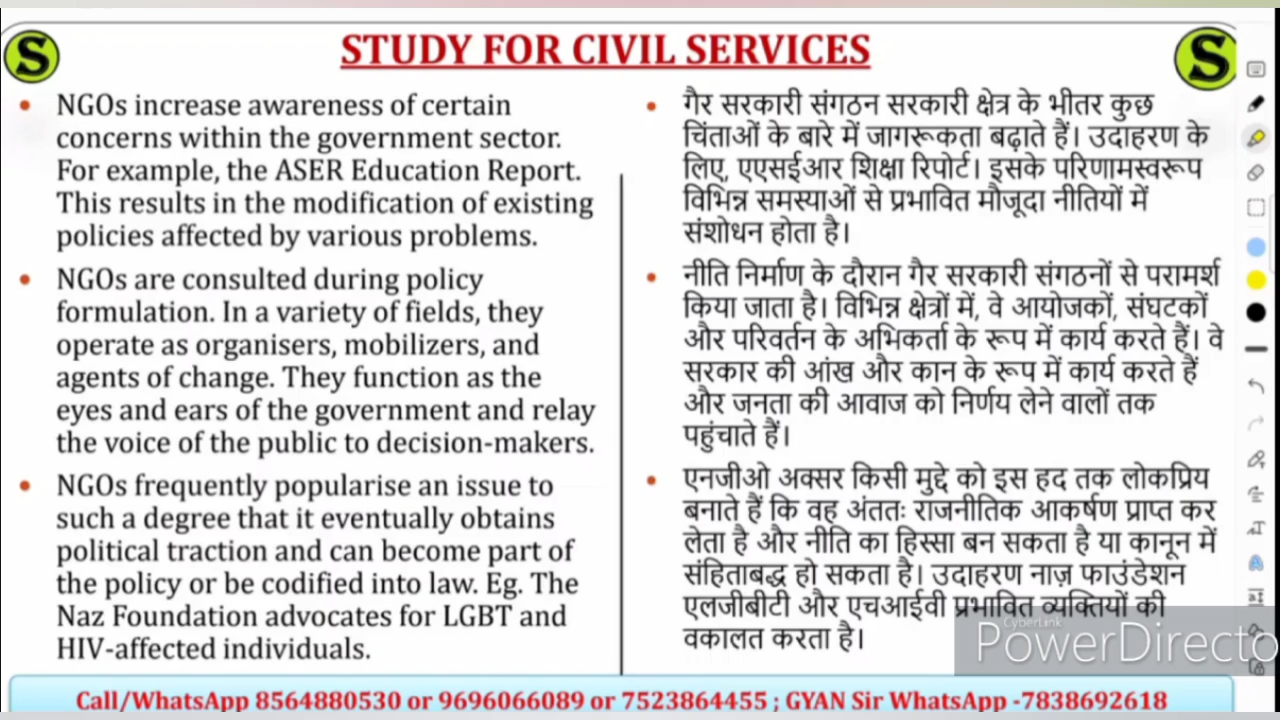 S
STUDY FOR CIVIL SERVICES
S
• NGOs increase awareness of certain
concerns within the government sector.
For example, the ASER Education Report.
This results in the modification of existing
policies affected by various problems.
• NGOs are consulted during policy
formulation. In a variety of fields, they
operate as organisers, mobilizers, and
agents of change. They function as the
eyes and ears of the government and relay
the voice of the public to decision-makers.
• NGOs frequently popularise an issue to
such a degree that it eventually obtains
political traction and can become part of
the policy or be codified into law. Eg. The
Naz Foundation advocates for LGBT and
HIV-affected individuals.
• गैर सरकारी संगठन सरकारी क्षेत्र के भीतर कुछ
चिंताओं के बारे में जागरूकता बढ़ाते हैं। उदाहरण के
लिए, एएसईआर शिक्षा रिपोर्ट। इसके परिणामस्वरूप
विभिन्न समस्याओं से प्रभावित मौजूदा नीतियों में
संशोधन होता है।
• नीति निर्माण के दौरान गैर सरकारी संगठनों से परामर्श
किया जाता है। विभिन्न क्षेत्रों में, वे आयोजकों, संघटकों
और परिवर्तन के अभिकर्ता के रूप में कार्य करते हैं। वे
सरकार की आंख और कान के रूप में कार्य करते हैं
और जनता की आवाज को निर्णय लेने वालों तक
पहुंचाते हैं।
• एनजीओ अक्सर किसी मुद्दे को इस हद तक लोकप्रिय
बनाते हैं कि वह अंततः राजनीतिक आकर्षण प्राप्त कर
लेता है और नीति का हिस्सा बन सकता है या कानून में
संहिताबद्ध हो सकता है। उदाहरण नाज़ फाउंडेशन
एलजीबीटी और एचआईवी प्रभावित व्यक्तियों की
वकालत करता है।
CyberLink
PowerDirecto
Call/WhatsApp 8564880530 or 9696066089 or 7523864455 ; GYAN Sir WhatsApp -7838692618